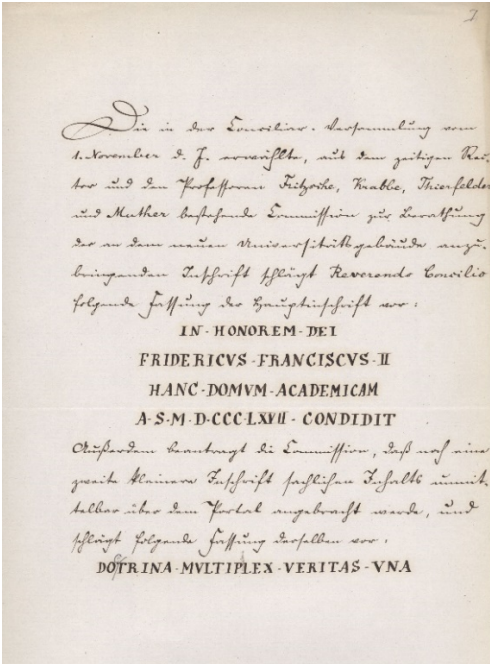 Die in der Conciliar-Versammlung vom
1. November d. J. erwählte, aus dem zeitigen Rec-
tor und den Professoren Fritzsche, Krabbe, Thierfelder
und Muther bestehende Commission zur Berathung
der an dem neuen Universitätsgebäude anzu-
bringenden Inschrift schlägt Reverendo Concilio
folgende Fassung der Hauptinschrift vor:
IN·HONOREM·DEI
FRIDERICVS·FRANCISCVS·II
HANC·DOMVM·ACADEMICAM
A·S·M·D·CCC·LXVII·CONDIDIT
Außerdem beantragt die Commission, daß noch eine
zweite kleinere Inschrift sachlichen Inhalts unmit-
telbar über dem Portal angebracht werde, und
schlägt folgende Fassung derselben vor:
DOTRINA·MVLTIPLEX·VERITAS·VNA